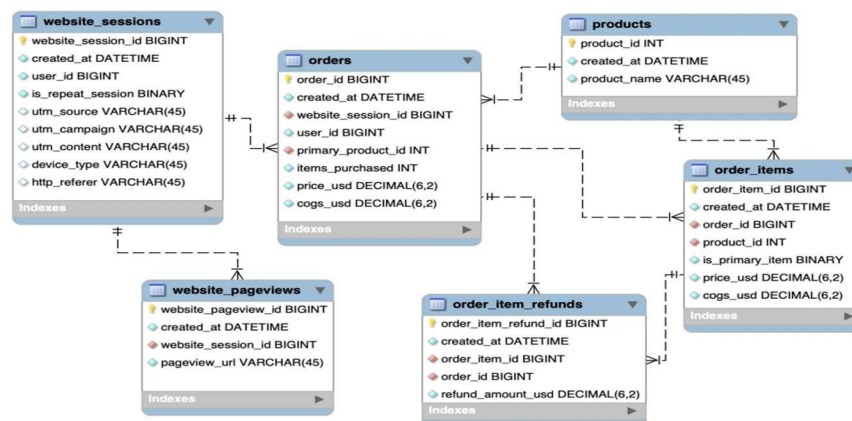 website_sessions
website_session_id BIGINT
created_at DATETIME
user_id BIGINT
is_repeat_session BINARY
utm_source VARCHAR(45)
utm_campaign VARCHAR(45)
utm_content VARCHAR(45)
device_type VARCHAR(45)
http_referer VARCHAR(45)
Indexes
orders
order_id BIGINT
created_at DATETIME
website_session_id BIGINT
user_id BIGINT
primary_product_id INT
items_purchased INT
price_usd DECIMAL(6,2)
cogs_usd DECIMAL(6,2)
Indexes
products
product_id INT
created_at DATETIME
product_name VARCHAR(45)
Indexes
order_items
order_item_id BIGINT
created_at DATETIME
order_id BIGINT
product_id INT
is_primary_item BINARY
price_usd DECIMAL(6,2)
cogs_usd DECIMAL(6,2)
Indexes
website_pageviews
website_pageview_id BIGINT
created_at DATETIME
website_session_id BIGINT
pageview_url VARCHAR(45)
Indexes
order_item_refunds
order_item_refund_id BIGINT
created_at DATETIME
order_item_id BIGINT
order_id BIGINT
refund_amount_usd DECIMAL(6,2)
Indexes